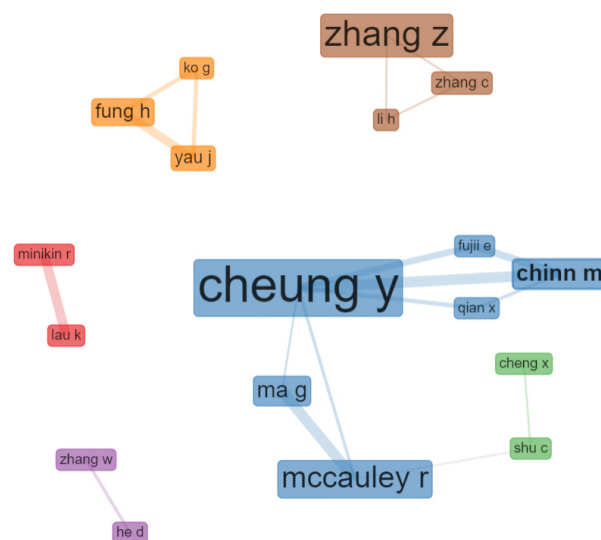 zhang z
ko g
zhang c
fung h
li h
yau j
minikin r
fujii e
chinn m
cheung y
qian x
lau k
cheng x
ma g
shu c
zhang w
mccauley r
he d